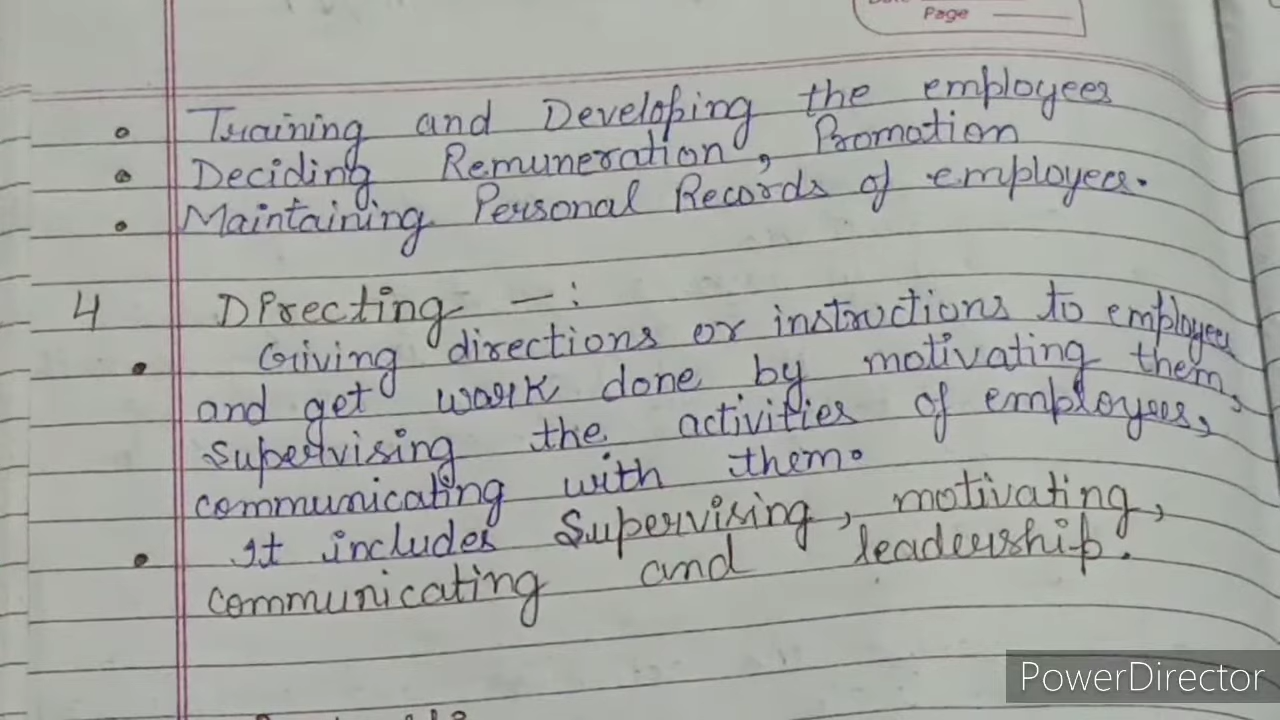 Page
• Training and Developing the employees
• Deciding Remuneration, Promotion
• Maintaining Personal Records of employees.
4 Directing —:
• Giving directions or instructions to employees
and get work done by motivating them,
supervising the activities of employees,
communicating with them.
• It includes Supervising, motivating,
communicating and leadership.
PowerDirector